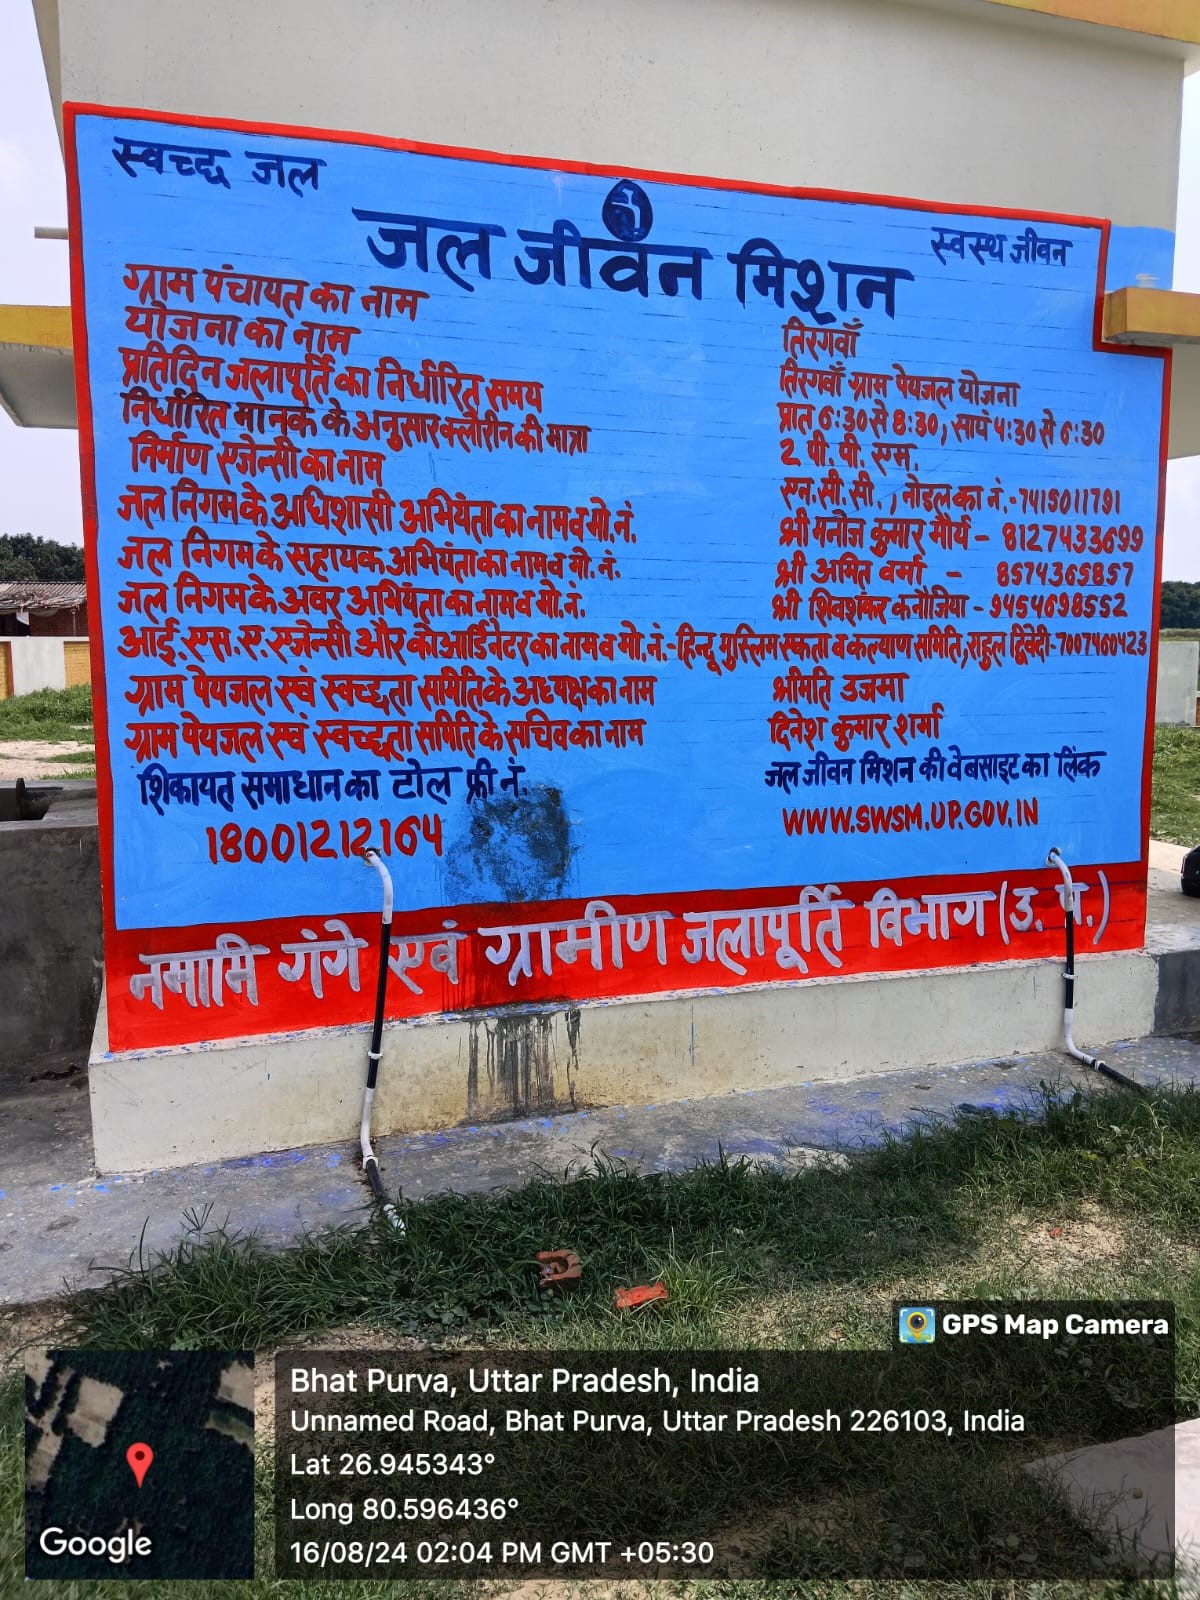 स्वच्छ जल
जल जीवन मिशन
स्वस्थ जीवन
ग्राम पंचायत का नाम तिरगवाँ
योजना का नाम तिरगवाँ ग्राम पेयजल योजना
प्रतिदिन जलापूर्ति का निर्धारित समय प्रात 6:30 से 8:30, सायं 4:30 से 6:30
निर्धारित मानक के अनुसार क्लौरीन की मात्रा 2 पी. पी. एम.
निर्माण एजेन्सी का नाम एन. सी. सी., नोडल का नं.-7415011791
जल निगम के अधिशासी अभियंता का नाम व मो. नं. श्री मनोज कुमार मौर्य - 8127433699
जल निगम के सहायक अभियंता का नाम व मो. नं. श्री अमित वर्मा - 8574365857
जल निगम के अवर अभियंता का नाम व मो. नं. श्री शिवशंकर कनौजिया - 9454698552
आई. एस. ए. एजेन्सी और कोआर्डिनेटर का नाम व मो. नं.-हिन्दू मुस्लिम एकता व कल्याण समिति, राहुल द्विवेदी-7007460423
ग्राम पेयजल एवं स्वच्छता समिति के अध्यक्ष का नाम श्रीमति उजमा
ग्राम पेयजल एवं स्वच्छता समिति के सचिव का नाम दिनेश कुमार शर्मा
शिकायत समाधान का टोल फ्री नं. जल जीवन मिशन की वेबसाइट का लिंक
18001212164 WWW.SWSM.UP.GOV.IN
नमामि गंगे एवं ग्रामीण जलापूर्ति विभाग (उ. प.)
GPS Map Camera
Bhat Purva, Uttar Pradesh, India
Unnamed Road, Bhat Purva, Uttar Pradesh 226103, India
Lat 26.945343°
Long 80.596436°
16/08/24 02:04 PM GMT +05:30
Google